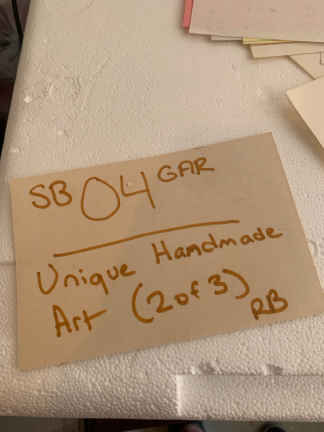 SB 04 GAR
Unique Handmade
Art (2 of 3)
RB